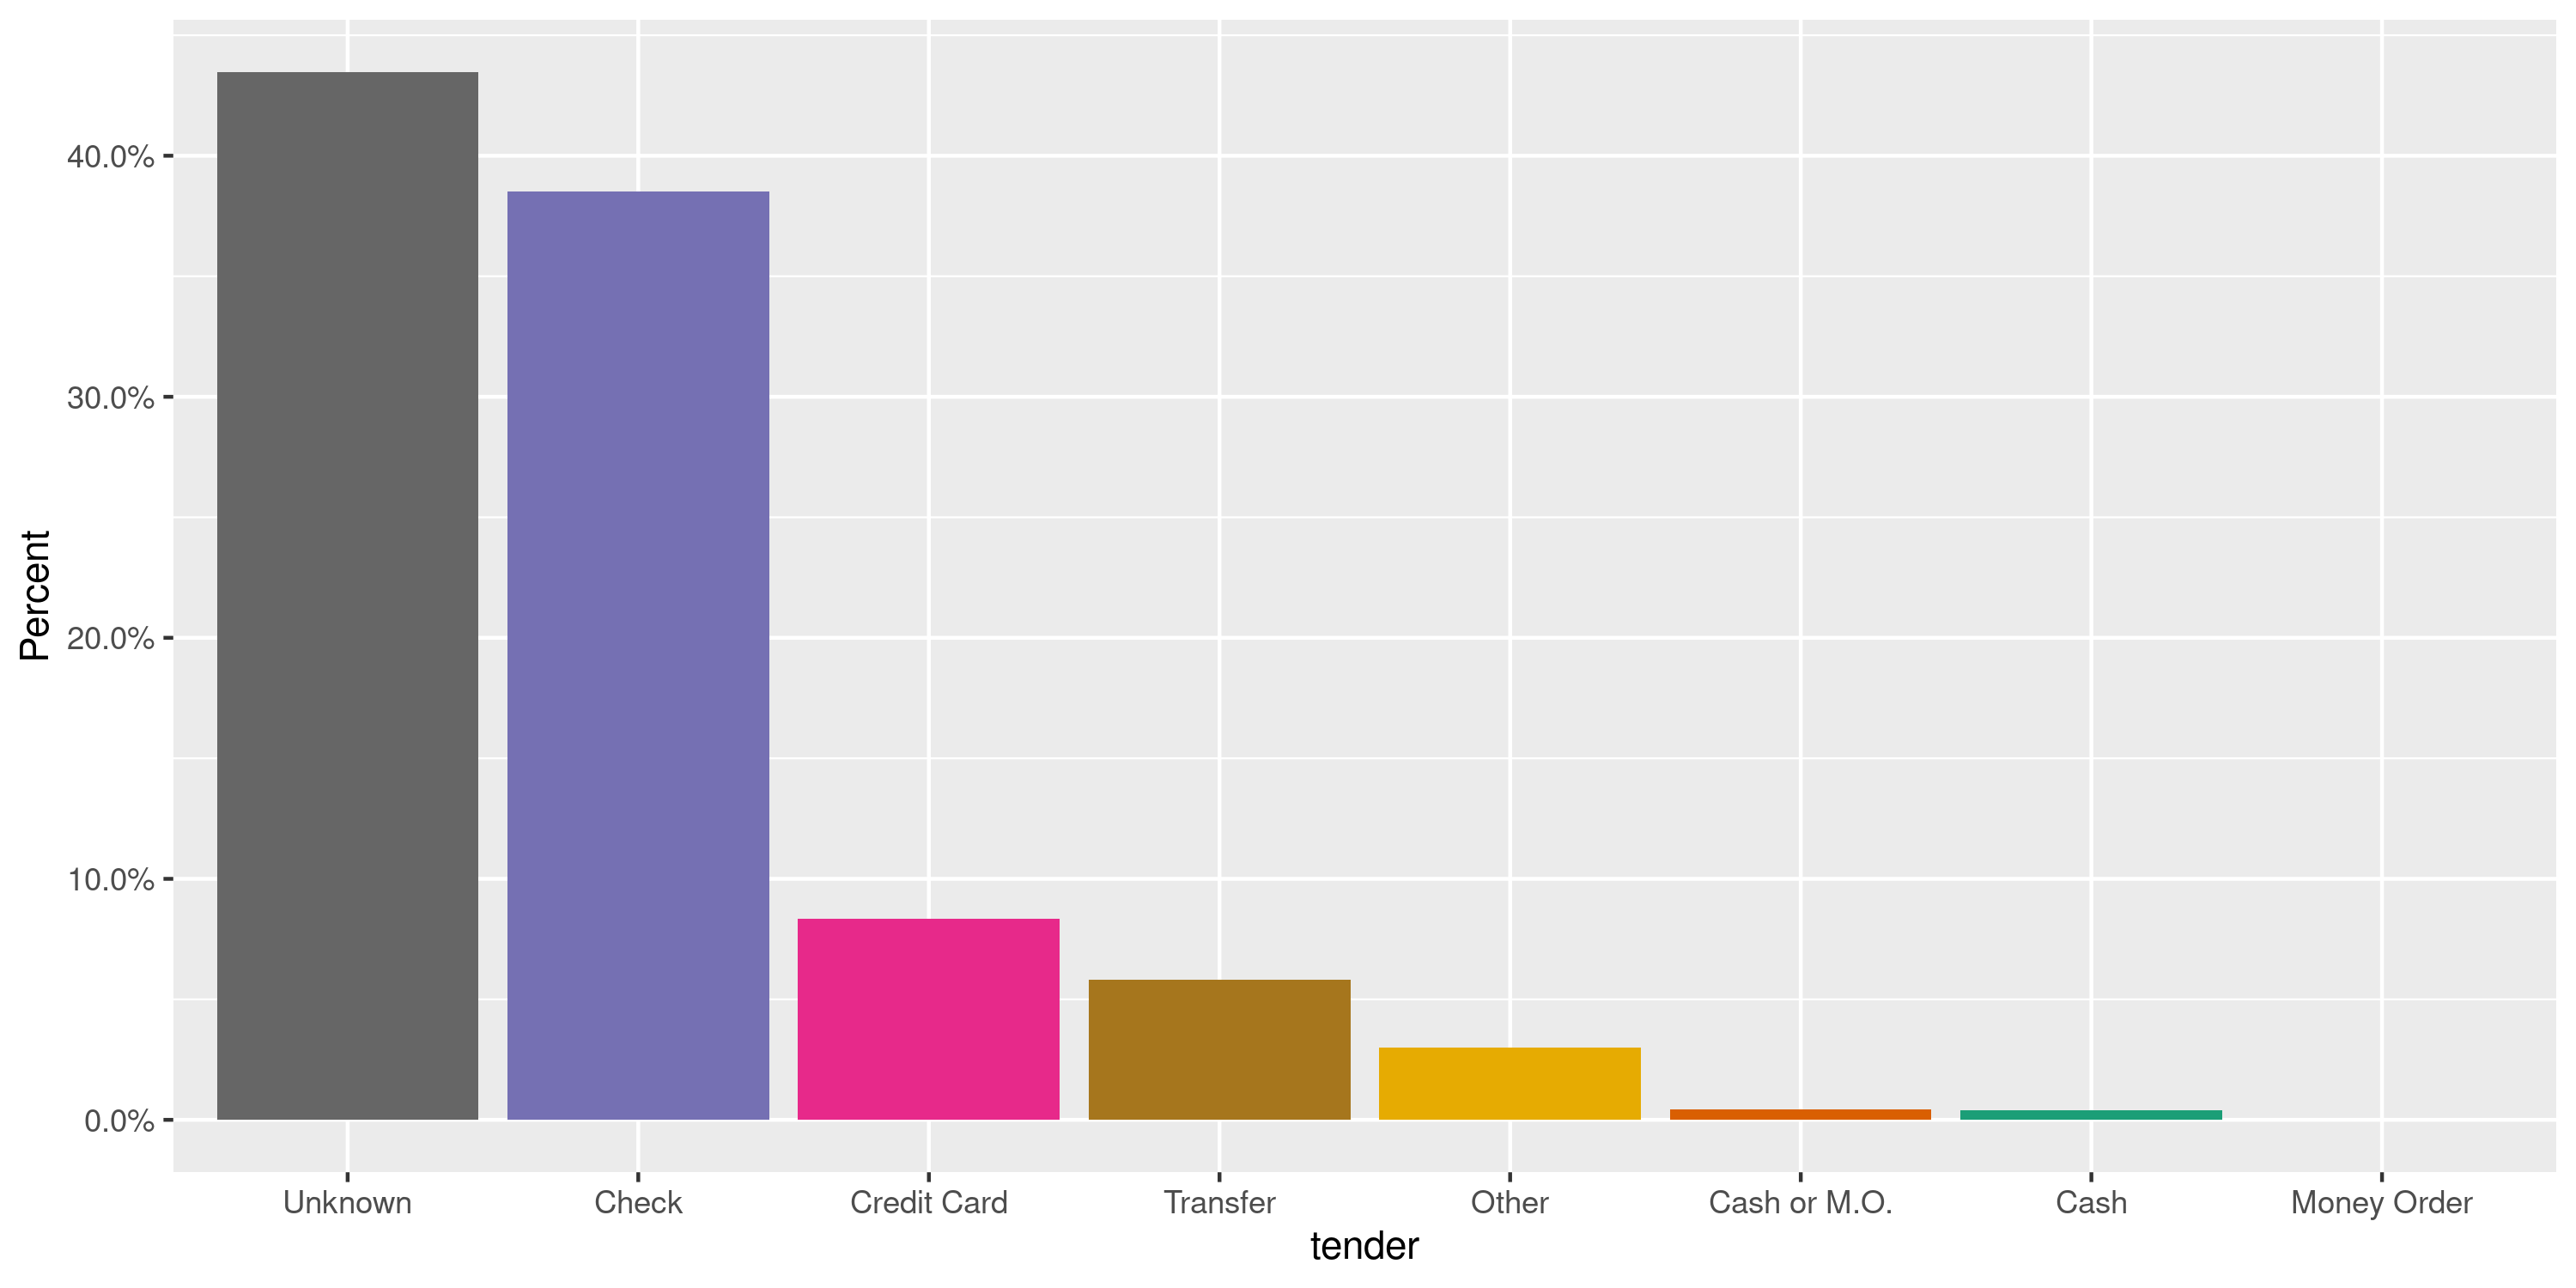 Percent
40.0%
30.0%
20.0%
10.0%
0.0%
Unknown Check Credit Card Transfer Other Cash or M.O. Cash Money Order
tender